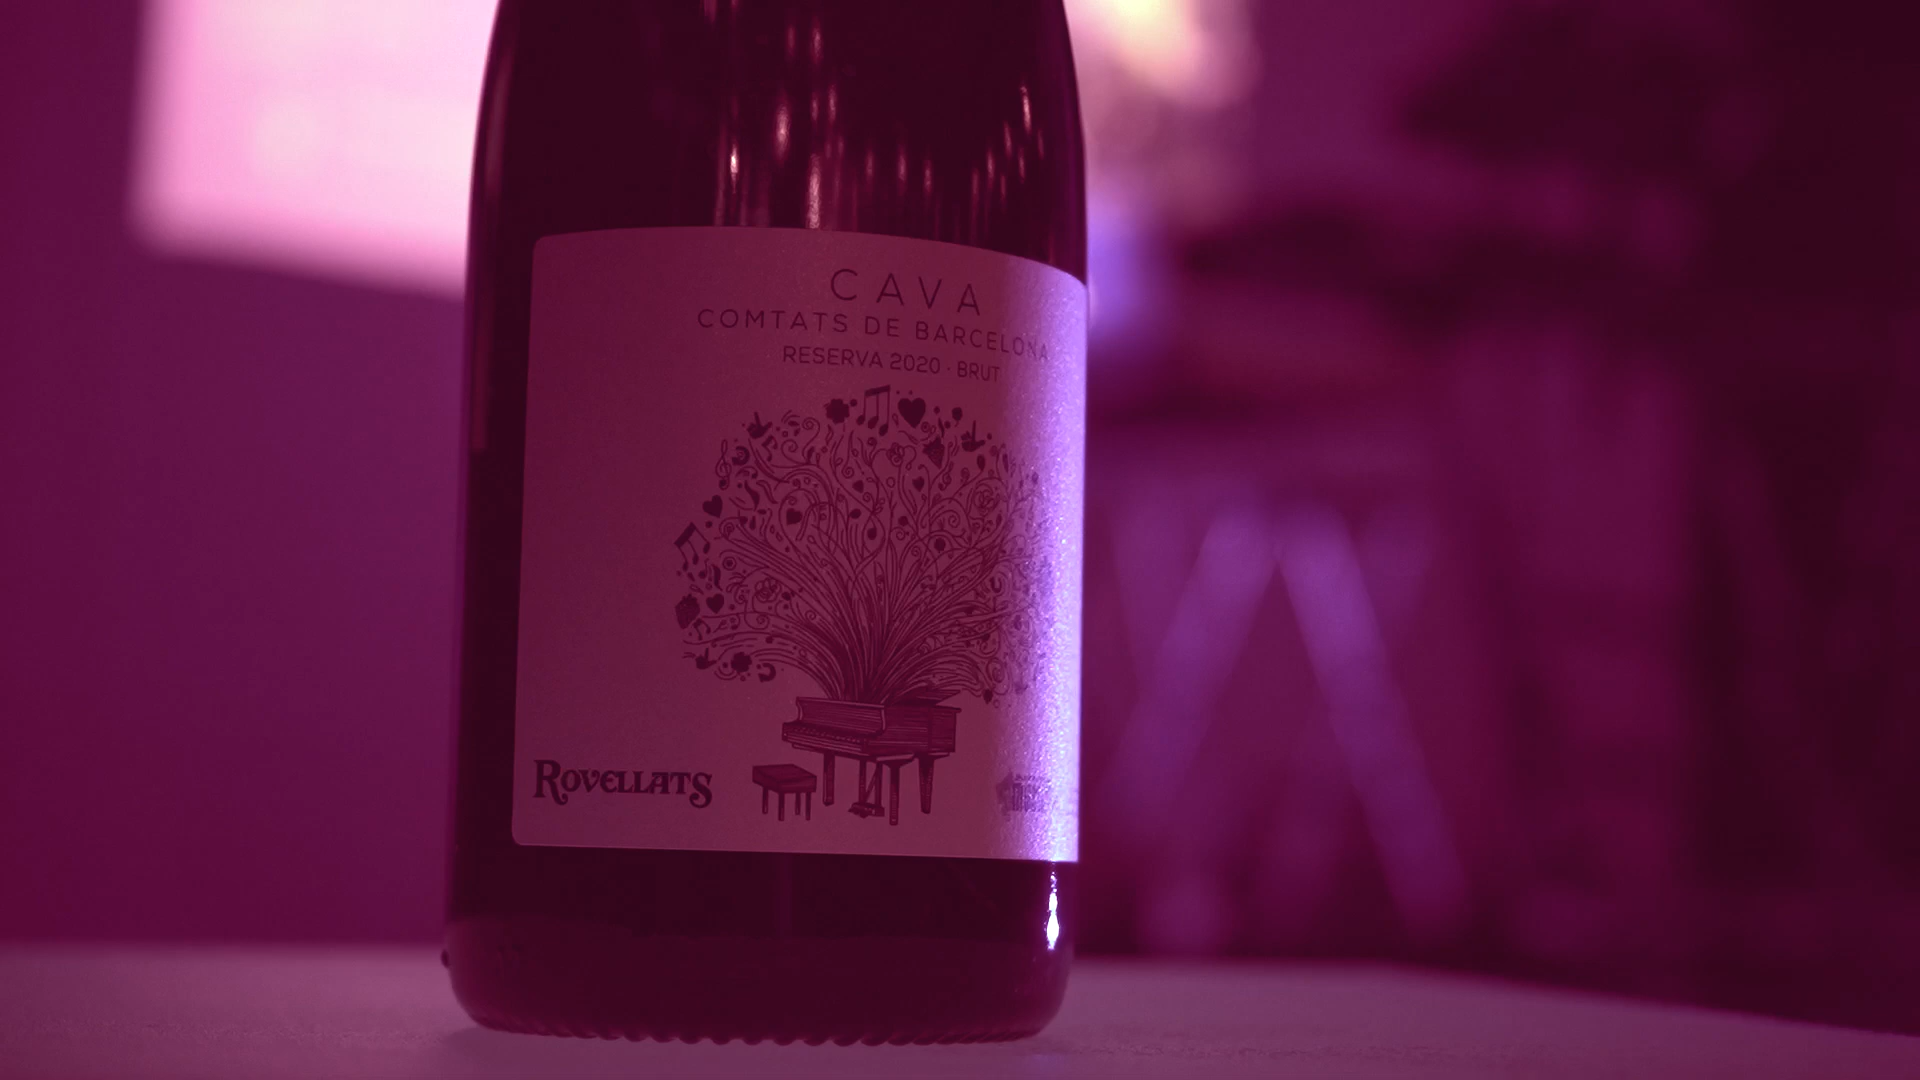 CAVA
COMTATS DE BARCELONA
RESERVA 2020 · BRUT
ROVELLATS